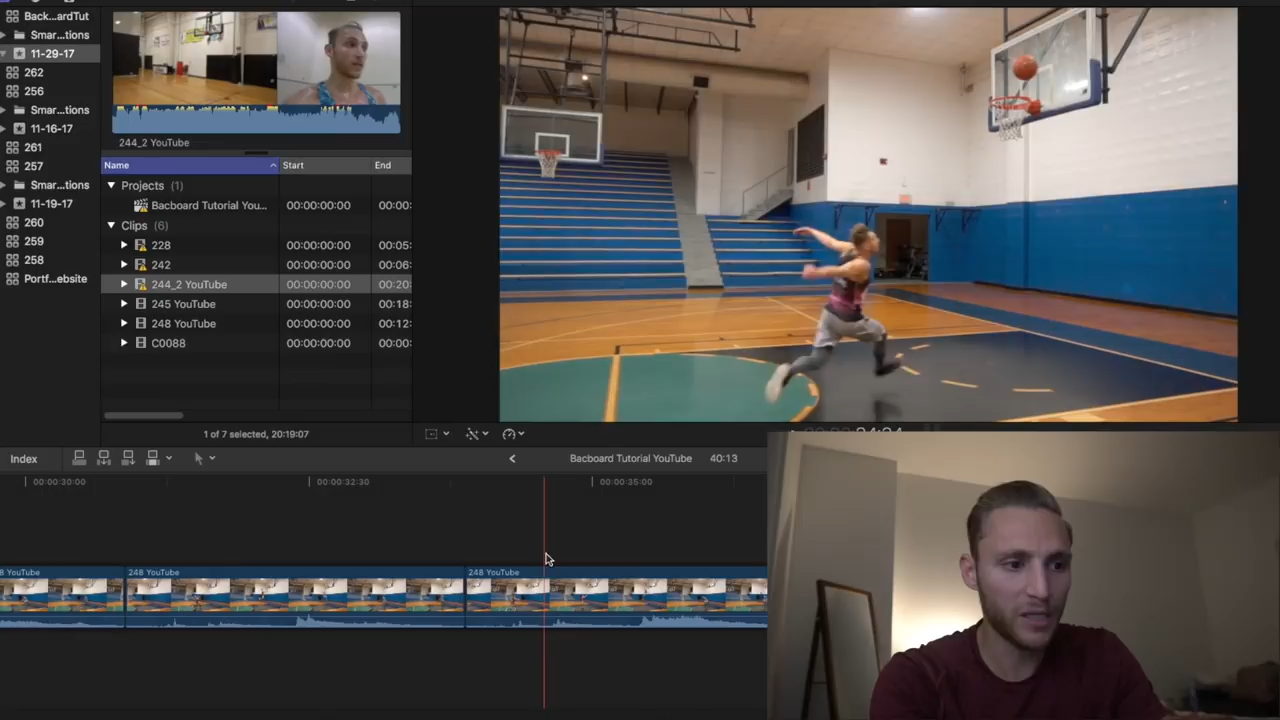 Back...ardTut
Smar...tions
11-29-17
262
256
Smar...tions
11-16-17
261
257
Smar...tions
11-19-17
260
259
258
Portf...ebsite
244_2 YouTube
Name Start End
Projects (1)
Bacboard Tutorial You... 00:00:00:00 00:00:
Clips (6)
228 00:00:00:00 00:05:
242 00:00:00:00 00:06:
244_2 YouTube 00:00:00:00 00:20:
245 YouTube 00:00:00:00 00:18:
248 YouTube 00:00:00:00 00:12:
C0088 00:00:00:00 00:00:
1 of 7 selected, 20:19:07
Index
Bacboard Tutorial YouTube 40:13
00:00:30:00 00:00:32:30 00:00:35:00
8 YouTube 248 YouTube 248 YouTube